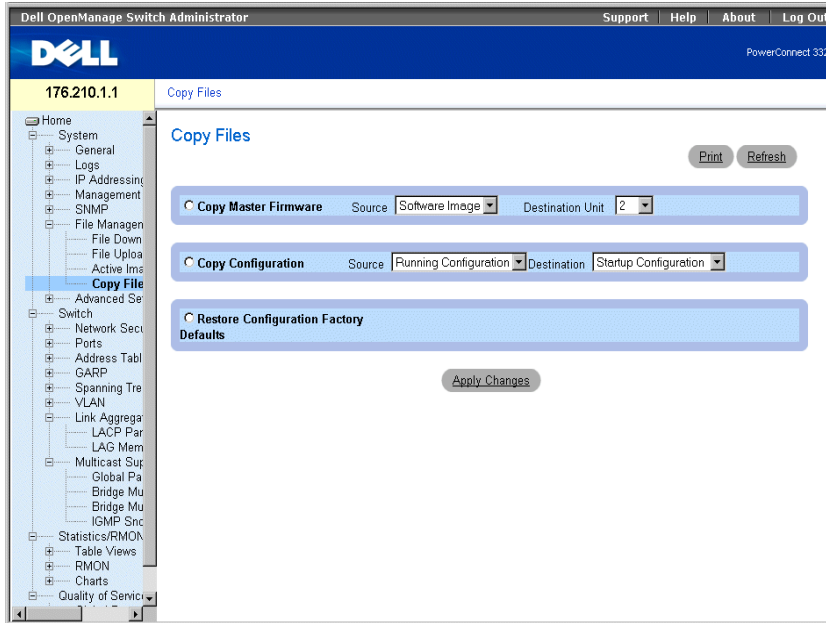 Dell OpenManage Switch Administrator
Support | Help | About | Log Out
DELL
PowerConnect 332
176.210.1.1
Copy Files
Home
System
General
Logs
IP Addressing
Management
SNMP
File Managen
File Down
File Uploa
Active Ima
Copy File
Advanced Se
Switch
Network Secu
Ports
Address Tabl
GARP
Spanning Tre
VLAN
Link Aggrega
LACP Par
LAG Mem
Multicast Sup
Global Pa
Bridge Mu
Bridge Mu
IGMP Sno
Statistics/RMON
Table Views
RMON
Charts
Quality of Service
Copy Files
Print Refresh
Copy Master Firmware Source Software Image Destination Unit 2
Copy Configuration Source Running Configuration Destination Startup Configuration
Restore Configuration Factory
Defaults
Apply Changes